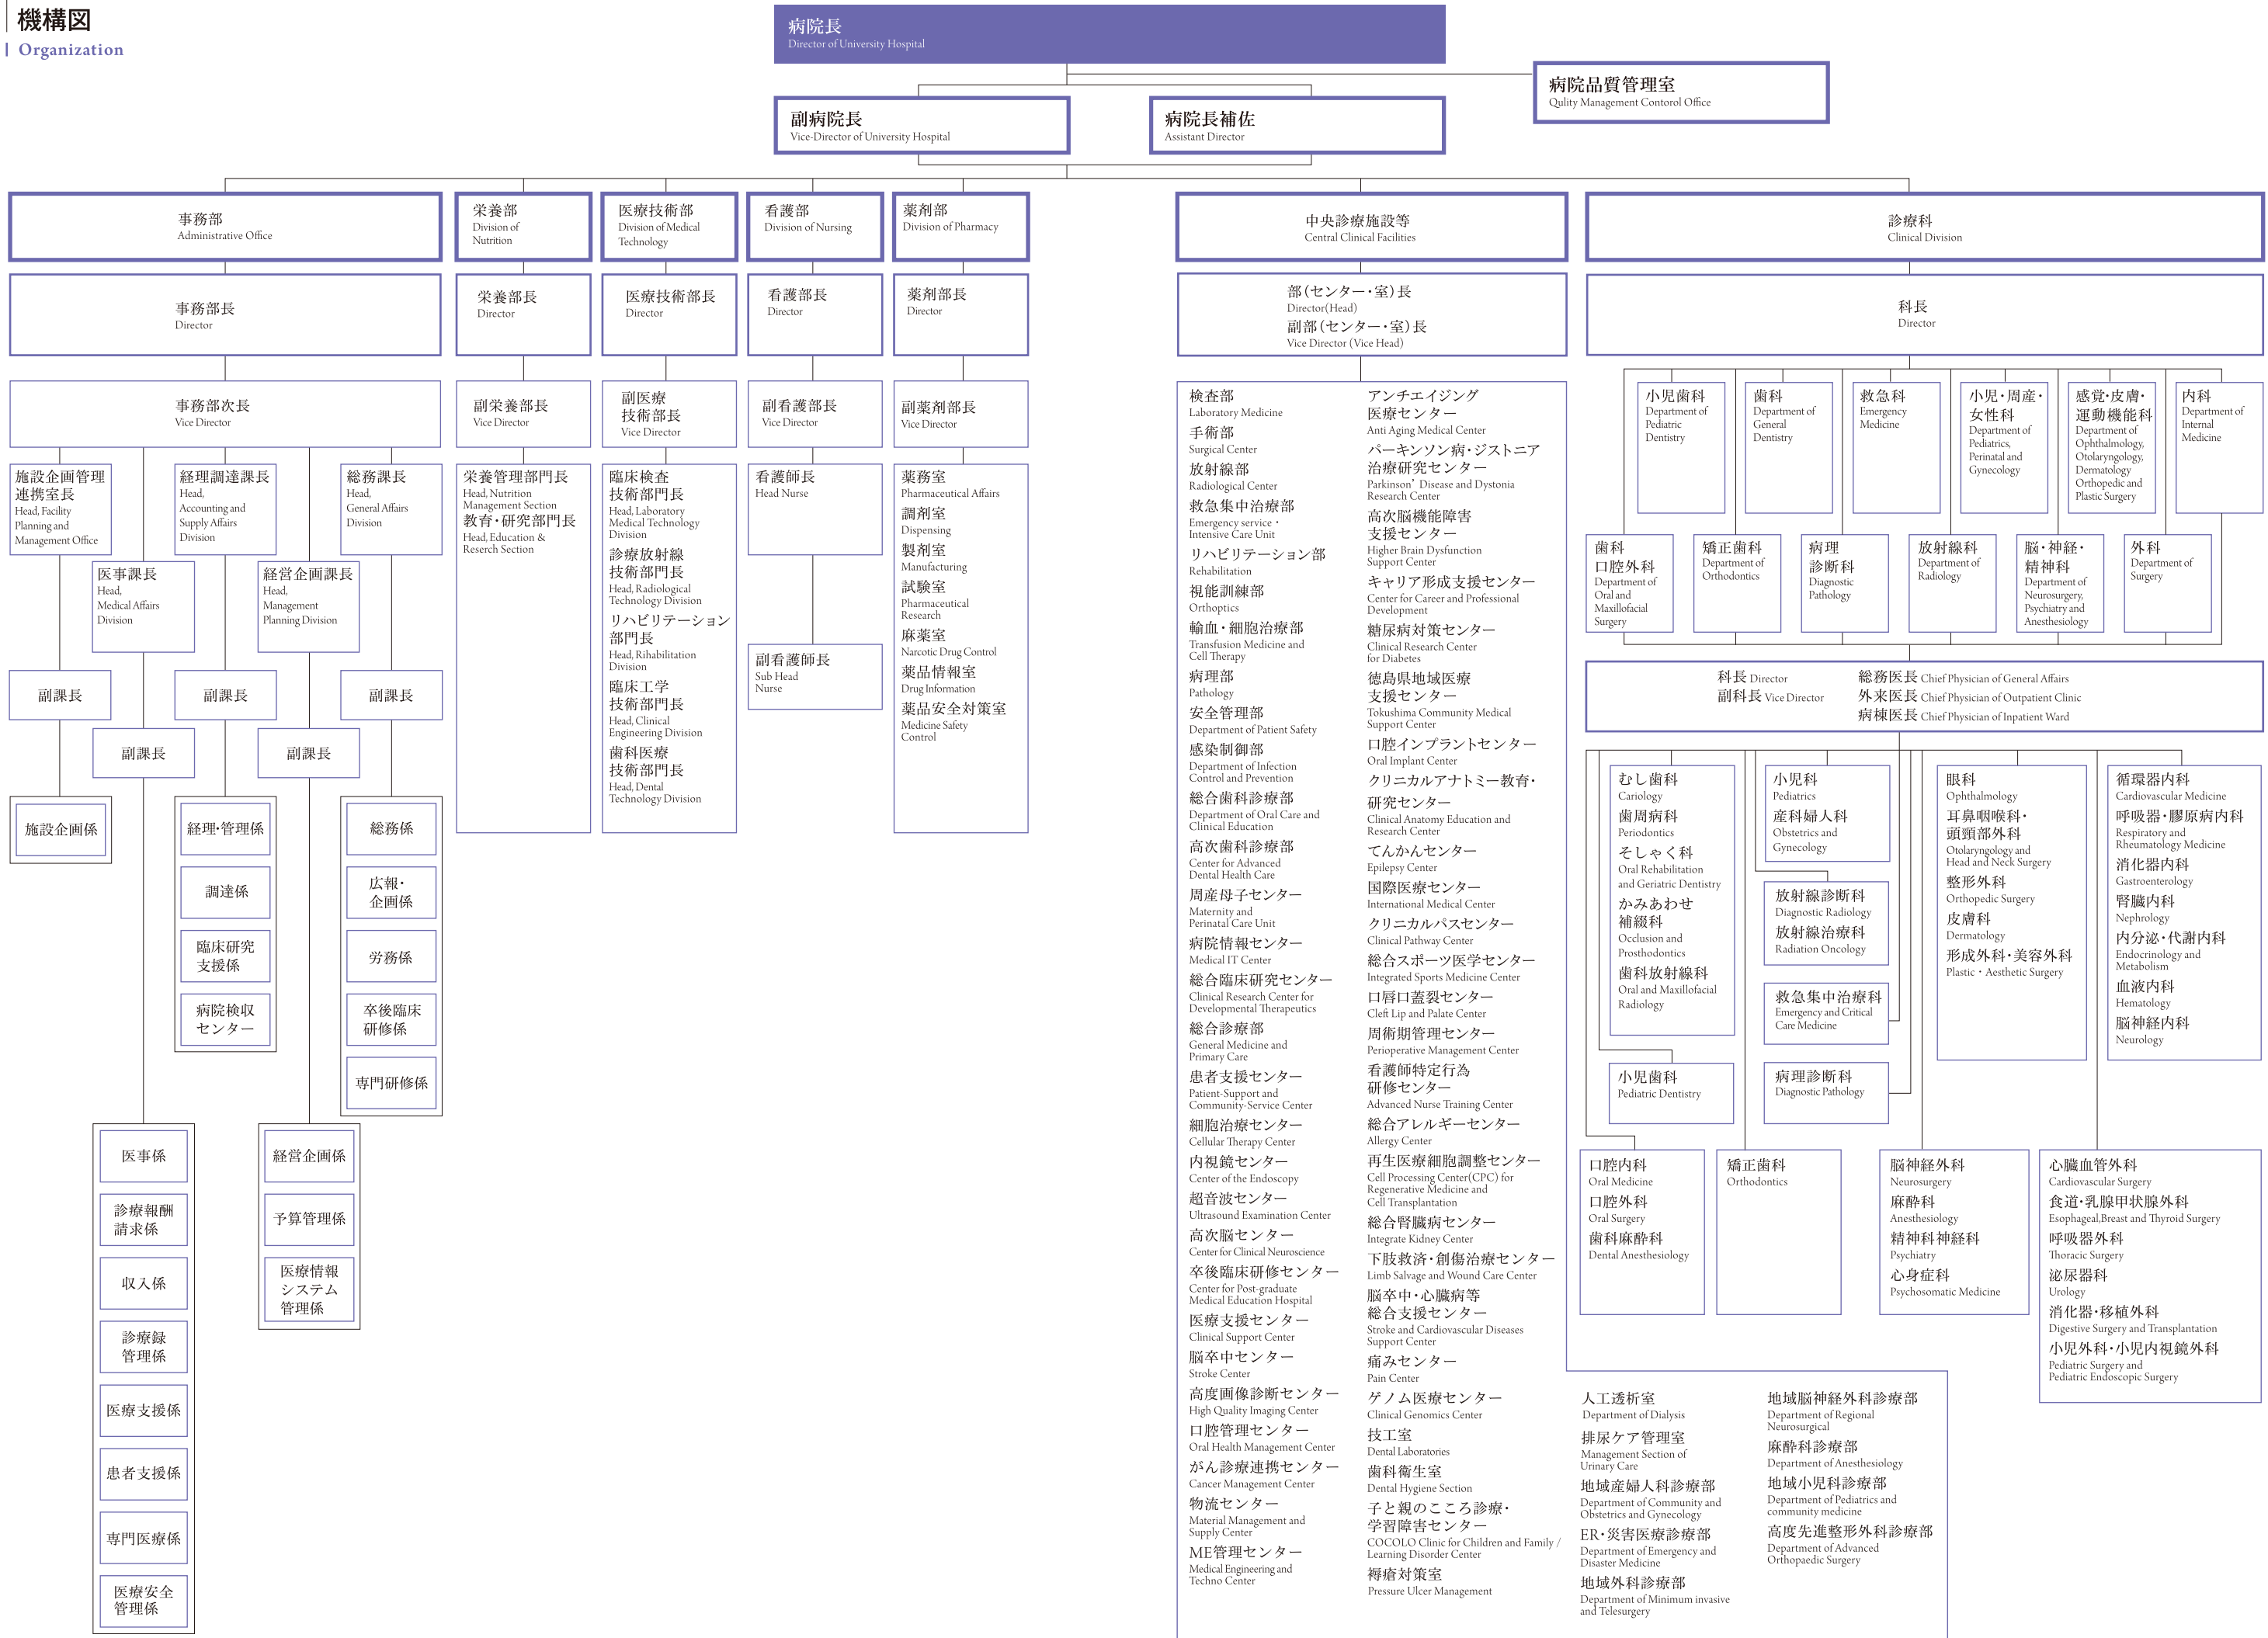 機構図
Organization
病院長
Director of University Hospital
病院品質管理室
Qulity Management Contorol Office
副病院長
Vice-Director of University Hospital
病院長補佐
Assistant Director
事務部
Administrative Office
栄養部
Division of
Nutrition
医療技術部
Division of Medical
Technology
看護部
Division of Nursing
薬剤部
Division of Pharmacy
中央診療施設等
Central Clinical Facilities
診療科
Clinical Division
事務部長
Director
栄養部長
Director
医療技術部長
Director
看護部長
Director
薬剤部長
Director
部(センター・室)長
Director(Head)
副部(センター・室)長
Vice Director (Vice Head)
科長
Director
事務部次長
Vice Director
副栄養部長
Vice Director
副医療
技術部長
Vice Director
副看護部長
Vice Director
副薬剤部長
Vice Director
施設企画管理
連携室長
Head, Facility
Planning and
Management Office
経理調達課長
Head,
Accounting and
Supply Affairs
Division
総務課長
Head,
General Affairs
Division
医事課長
Head,
Medical Affairs
Division
経営企画課長
Head,
Management
Planning Division
副課長
副課長
副課長
副課長
副課長
施設企画係
経理・管理係
調達係
臨床研究
支援係
病院検収
センター
総務係
広報・
企画係
労務係
卒後臨床
研修係
専門研修係
医事係
診療報酬
請求係
収入係
診療録
管理係
医療支援係
患者支援係
専門医療係
医療安全
管理係
経営企画係
予算管理係
医療情報
システム
管理係
栄養管理部門長
Head, Nutrition
Management Section
教育・研究部門長
Head, Education &
Reserch Section
臨床検査
技術部門長
Head, Laboratory
Medical Technology
Division
診療放射線
技術部門長
Head, Radiological
Technology Division
リハビリテーション
部門長
Head, Rihabilitation
Division
臨床工学
技術部門長
Head, Clinical
Engineering Division
歯科医療
技術部門長
Head, Dental
Technology Division
看護師長
Head Nurse
副看護師長
Sub Head
Nurse
薬務室
Pharmaceutical Affairs
調剤室
Dispensing
製剤室
Manufacturing
試験室
Pharmaceutical
Research
麻薬室
Narcotic Drug Control
薬品情報室
Drug Information
薬品安全対策室
Medicine Safety
Control
検査部
Laboratory Medicine
手術部
Surgical Center
放射線部
Radiological Center
救急集中治療部
Emergency service・
Intensive Care Unit
リハビリテーション部
Rehabilitation
視能訓練部
Orthoptics
輸血・細胞治療部
Transfusion Medicine and
Cell Therapy
病理部
Pathology
安全管理部
Department of Patient Safety
感染制御部
Department of Infection
Control and Prevention
総合歯科診療部
Department of Oral Care and
Clinical Education
高次歯科診療部
Center for Advanced
Dental Health Care
周産母子センター
Maternity and
Perinatal Care Unit
病院情報センター
Medical IT Center
総合臨床研究センター
Clinical Research Center for
Developmental Therapeutics
総合診療部
General Medicine and
Primary Care
患者支援センター
Patient-Support and
Community-Service Center
細胞治療センター
Cellular Therapy Center
内視鏡センター
Center of the Endoscopy
超音波センター
Ultrasound Examination Center
高次脳センター
Center for Clinical Neuroscience
卒後臨床研修センター
Center for Post-graduate
Medical Education Hospital
医療支援センター
Clinical Support Center
脳卒中センター
Stroke Center
高度画像診断センター
High Quality Imaging Center
口腔管理センター
Oral Health Management Center
がん診療連携センター
Cancer Management Center
物流センター
Material Management and
Supply Center
ME管理センター
Medical Engineering and
Techno Center
アンチエイジング
医療センター
Anti Aging Medical Center
パーキンソン病・ジストニア
治療研究センター
Parkinson’ Disease and Dystonia
Research Center
高次脳機能障害
支援センター
Higher Brain Dysfunction
Support Center
キャリア形成支援センター
Center for Career and Professional
Development
糖尿病対策センター
Clinical Research Center
for Diabetes
徳島県地域医療
支援センター
Tokushima Community Medical
Support Center
口腔インプラントセンター
Oral Implant Center
クリニカルアナトミー教育・
研究センター
Clinical Anatomy Education and
Research Center
てんかんセンター
Epilepsy Center
国際医療センター
International Medical Center
クリニカルパスセンター
Clinical Pathway Center
総合スポーツ医学センター
Integrated Sports Medicine Center
口唇口蓋裂センター
Cleft Lip and Palate Center
周術期管理センター
Perioperative Management Center
看護師特定行為
研修センター
Advanced Nurse Training Center
総合アレルギーセンター
Allergy Center
再生医療細胞調整センター
Cell Processing Center(CPC) for
Regenerative Medicine and
Cell Transplantation
総合腎臓病センター
Integrate Kidney Center
下肢救済・創傷治療センター
Limb Salvage and Wound Care Center
脳卒中・心臓病等
総合支援センター
Stroke and Cardiovascular Diseases
Support Center
痛みセンター
Pain Center
ゲノム医療センター
Clinical Genomics Center
技工室
Dental Laboratories
歯科衛生室
Dental Hygiene Section
子と親のこころ診療・
学習障害センター
COCOLO Clinic for Children and Family /
Learning Disorder Center
褥瘡対策室
Pressure Ulcer Management
人工透析室
Department of Dialysis
排尿ケア管理室
Management Section of
Urinary Care
地域産婦人科診療部
Department of Community and
Obstetrics and Gynecology
ER・災害医療診療部
Department of Emergency and
Disaster Medicine
地域外科診療部
Department of Minimum invasive
and Telesurgery
地域脳神経外科診療部
Department of Regional
Neurosurgical
麻酔科診療部
Department of Anesthesiology
地域小児科診療部
Department of Pediatrics and
community medicine
高度先進整形外科診療部
Department of Advanced
Orthopaedic Surgery
小児歯科
Department of
Pediatric
Dentistry
歯科
Department of
General
Dentistry
救急科
Emergency
Medicine
小児・周産・
女性科
Department of
Pediatrics,
Perinatal and
Gynecology
感覚・皮膚・
運動機能科
Department of
Ophthalmology,
Otolaryngology,
Dermatology
Orthopedic and
Plastic Surgery
内科
Department of
Internal
Medicine
歯科
口腔外科
Department of
Oral and
Maxillofacial
Surgery
矯正歯科
Department of
Orthodontics
病理
診断科
Diagnostic
Pathology
放射線科
Department of
Radiology
脳・神経・
精神科
Department of
Neurosurgery,
Psychiatry and
Anesthesiology
外科
Department of
Surgery
科長 Director
副科長 Vice Director
総務医長 Chief Physician of General Affairs
外来医長 Chief Physician of Outpatient Clinic
病棟医長 Chief Physician of Inpatient Ward
むし歯科
Cariology
歯周病科
Periodontics
そしゃく科
Oral Rehabilitation
and Geriatric Dentistry
かみあわせ
補綴科
Occlusion and
Prosthodontics
歯科放射線科
Oral and Maxillofacial
Radiology
小児科
Pediatrics
産科婦人科
Obstetrics and
Gynecology
放射線診断科
Diagnostic Radiology
放射線治療科
Radiation Oncology
救急集中治療科
Emergency and Critical
Care Medicine
小児歯科
Pediatric Dentistry
病理診断科
Diagnostic Pathology
眼科
Ophthalmology
耳鼻咽喉科・
頭頸部外科
Otolaryngology and
Head and Neck Surgery
整形外科
Orthopedic Surgery
皮膚科
Dermatology
形成外科・美容外科
Plastic・Aesthetic Surgery
循環器内科
Cardiovascular Medicine
呼吸器・膠原病内科
Respiratory and
Rheumatology Medicine
消化器内科
Gastroenterology
腎臓内科
Nephrology
内分泌・代謝内科
Endocrinology and
Metabolism
血液内科
Hematology
脳神経内科
Neurology
口腔内科
Oral Medicine
口腔外科
Oral Surgery
歯科麻酔科
Dental Anesthesiology
矯正歯科
Orthodontics
脳神経外科
Neurosurgery
麻酔科
Anesthesiology
精神科神経科
Psychiatry
心身症科
Psychosomatic Medicine
心臓血管外科
Cardiovascular Surgery
食道・乳腺甲状腺外科
Esophageal,Breast and Thyroid Surgery
呼吸器外科
Thoracic Surgery
泌尿器科
Urology
消化器・移植外科
Digestive Surgery and Transplantation
小児外科・小児内視鏡外科
Pediatric Surgery and
Pediatric Endoscopic Surgery